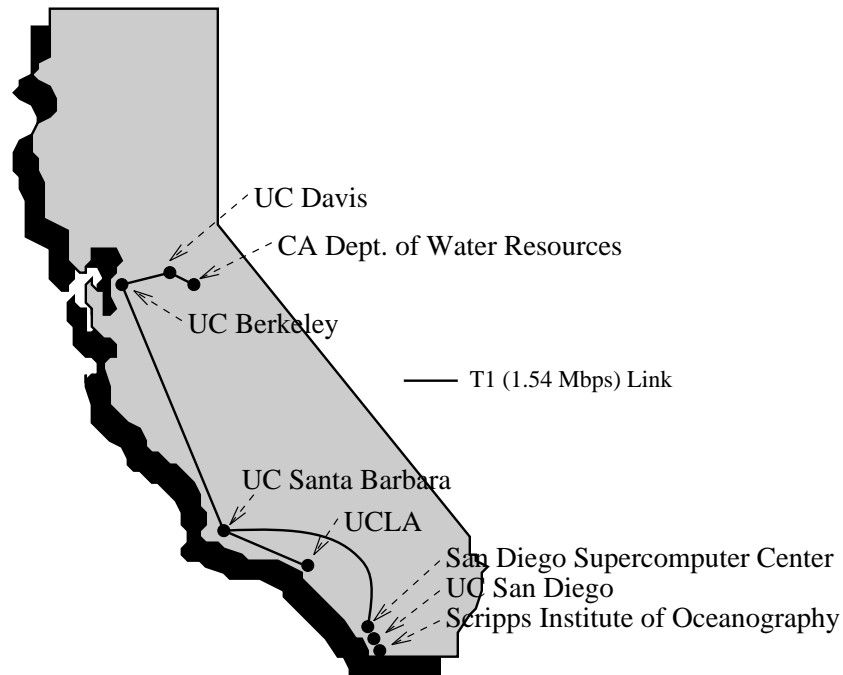 UC Davis
CA Dept. of Water Resources
UC Berkeley
T1 (1.54 Mbps) Link
UC Santa Barbara
UCLA
San Diego Supercomputer Center
UC San Diego
Scripps Institute of Oceanography